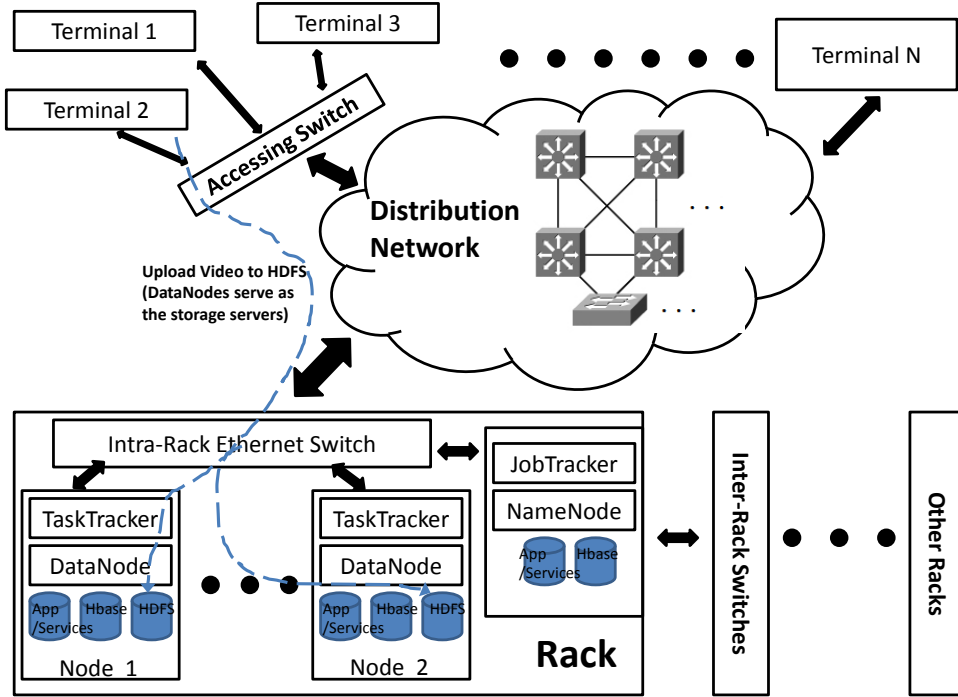 Terminal 1
Terminal 3
Terminal N
Terminal 2
Accessing Switch
Distribution
Network
. . .
. . .
Upload Video to HDFS
(DataNodes serve as
the storage servers)
Intra-Rack Ethernet Switch
TaskTracker
DataNode
App
/Services
Hbase
HDFS
Node 1
TaskTracker
DataNode
App
/Services
Hbase
HDFS
Node 2
JobTracker
NameNode
App
/Services
Hbase
Rack
Inter-Rack Switches
Other Racks